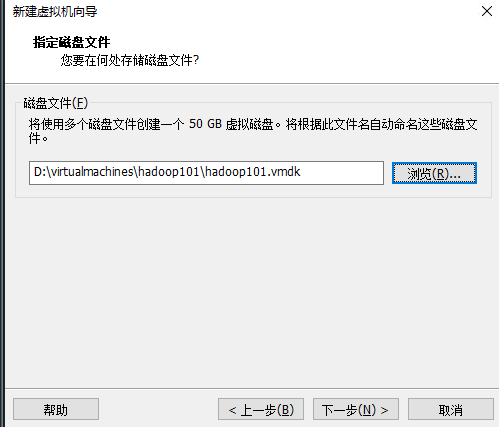 新建虚拟机向导
指定磁盘文件
您要在何处存储磁盘文件?
磁盘文件(F)
将使用多个磁盘文件创建一个 50 GB 虚拟磁盘。将根据此文件名自动命名这些磁盘文
件。
D:\virtualmachines\hadoop101\hadoop101.vmdk
浏览(R)...
帮助
< 上一步(B)
下一步(N) >
取消